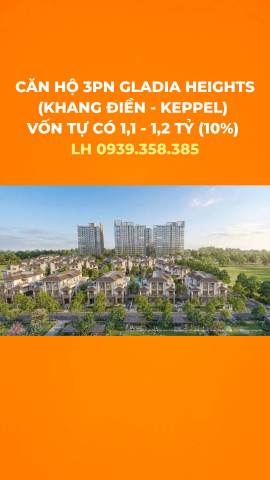 CĂN HỘ 3PN GLADIA HEIGHTS
(KHANG ĐIỀN - KEPPEL)
VỐN TỰ CÓ 1,1 - 1,2 TỶ (10%)
LH 0939.358.385